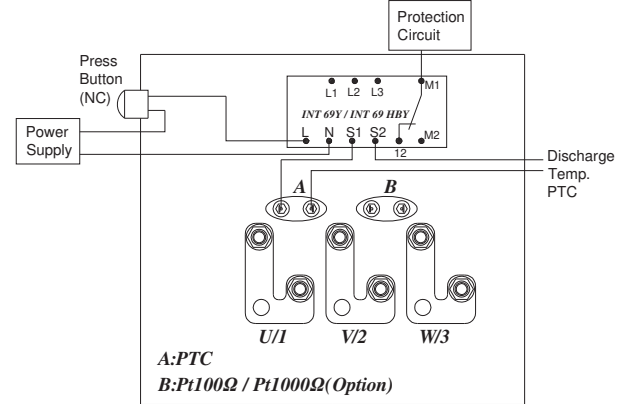 Protection
Circuit
Press
Button
(NC)
L1 L2 L3 M1
INT 69Y / INT 69 HBY
L N S1 S2 12 M2
Power
Supply
Discharge
Temp.
PTC
A B
U/1 V/2 W/3
A:PTC
B:Pt100Ω / Pt1000Ω(Option)